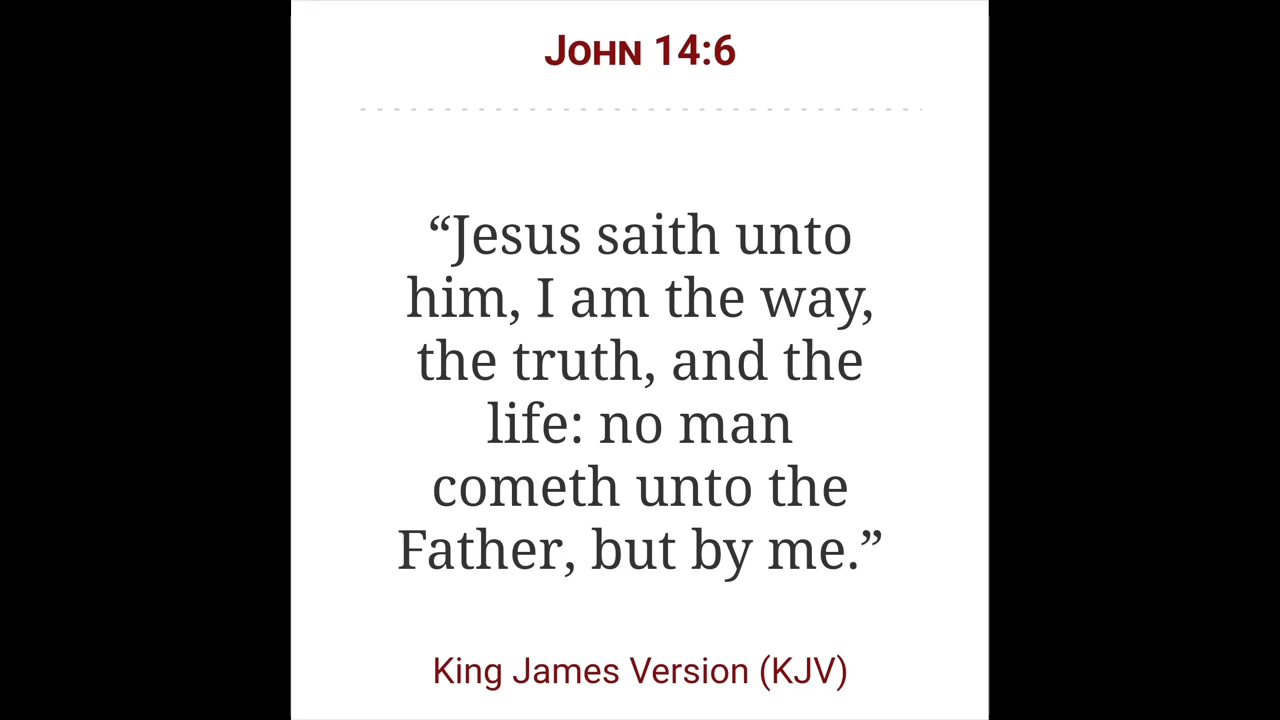 John 14:6
“Jesus saith unto
him, I am the way,
the truth, and the
life: no man
cometh unto the
Father, but by me.”
King James Version (KJV)